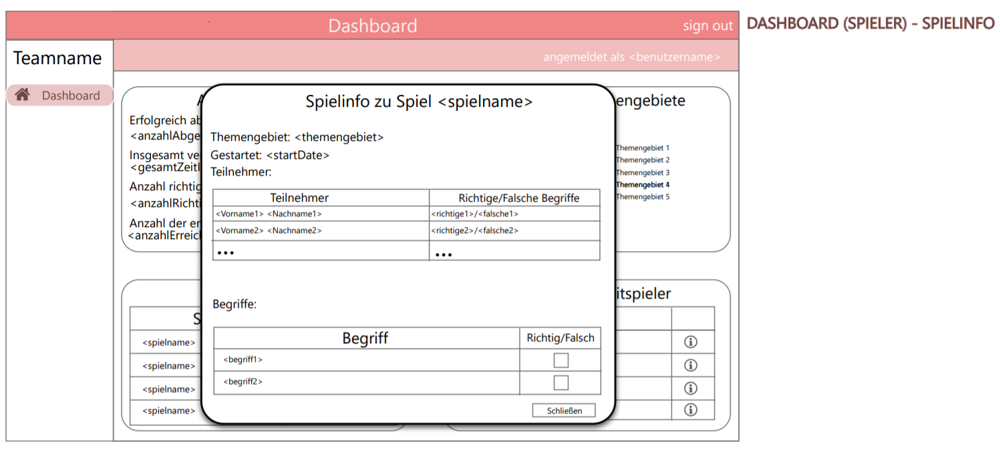 Dashboard
sign out
DASHBOARD (SPIELER) - SPIELINFO
Teamname
angemeldet als <benutzername>
Dashboard
Spielinfo zu Spiel <spielname>
engebiete
Erfolgreich ab
<anzahlAbge
Insgesamt ve
<gesamtZeitI
Anzahl richtig
<anzahlRichti
Anzahl der er
<anzahlErreic
Themengebiet: <themengebiet>
Gestartet: <startDate>
Teilnehmer:
Teilnehmer
Richtige/Falsche Begriffe
<Vorname1> <Nachname1>
<richtige1>/<falsche1>
<Vorname2> <Nachname2>
<richtige2>/<falsche2>
...
...
Themengebiet 1
Themengebiet 2
Themengebiet 3
Themengebiet 4
Themengebiet 5
Begriffe:
Begriff
Richtig/Falsch
<begriff1>
<begriff2>
Schließen
S
<spielname>
<spielname>
<spielname>
<spielname>
itspieler